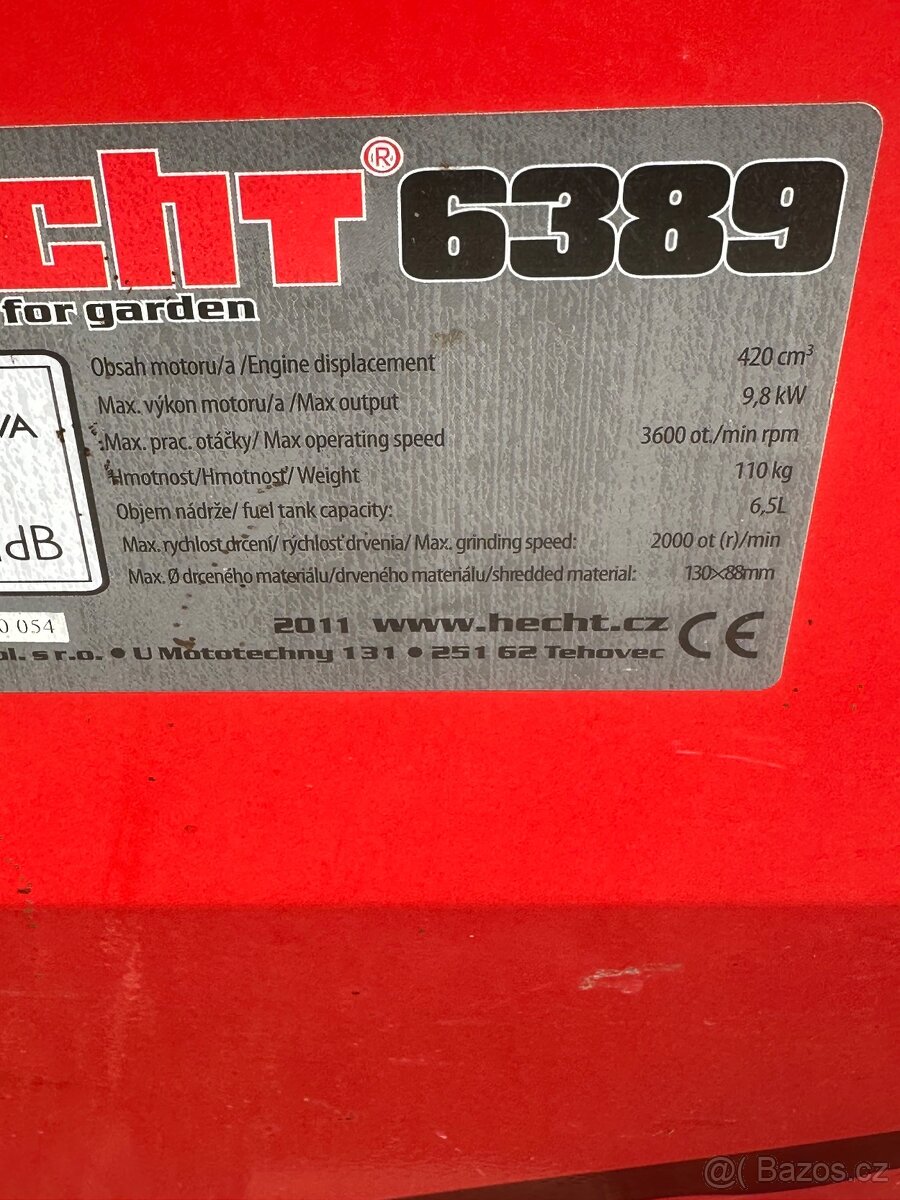 echt® 6389
for garden
Obsah motoru/a /Engine displacement 420 cm³
Max. výkon motoru/a /Max output 9,8 kW
Max. prac. otáčky/ Max operating speed 3600 ot./min rpm
Hmotnost/Hmotnosť/ Weight 110 kg
Objem nádrže/ fuel tank capacity: 6,5L
Max. rychlost drcení/ rýchlosť drvenia/ Max. grinding speed: 2000 ot (r)/min
Max. Ø drceného materiálu/drveného materiálu/shredded material: 130×88mm
WA
dB
0 054
2011 www.hecht.cz CE
ol. s r.o. • U Mototechny 131 • 251 62 Tehovec
@( Bazos.cz